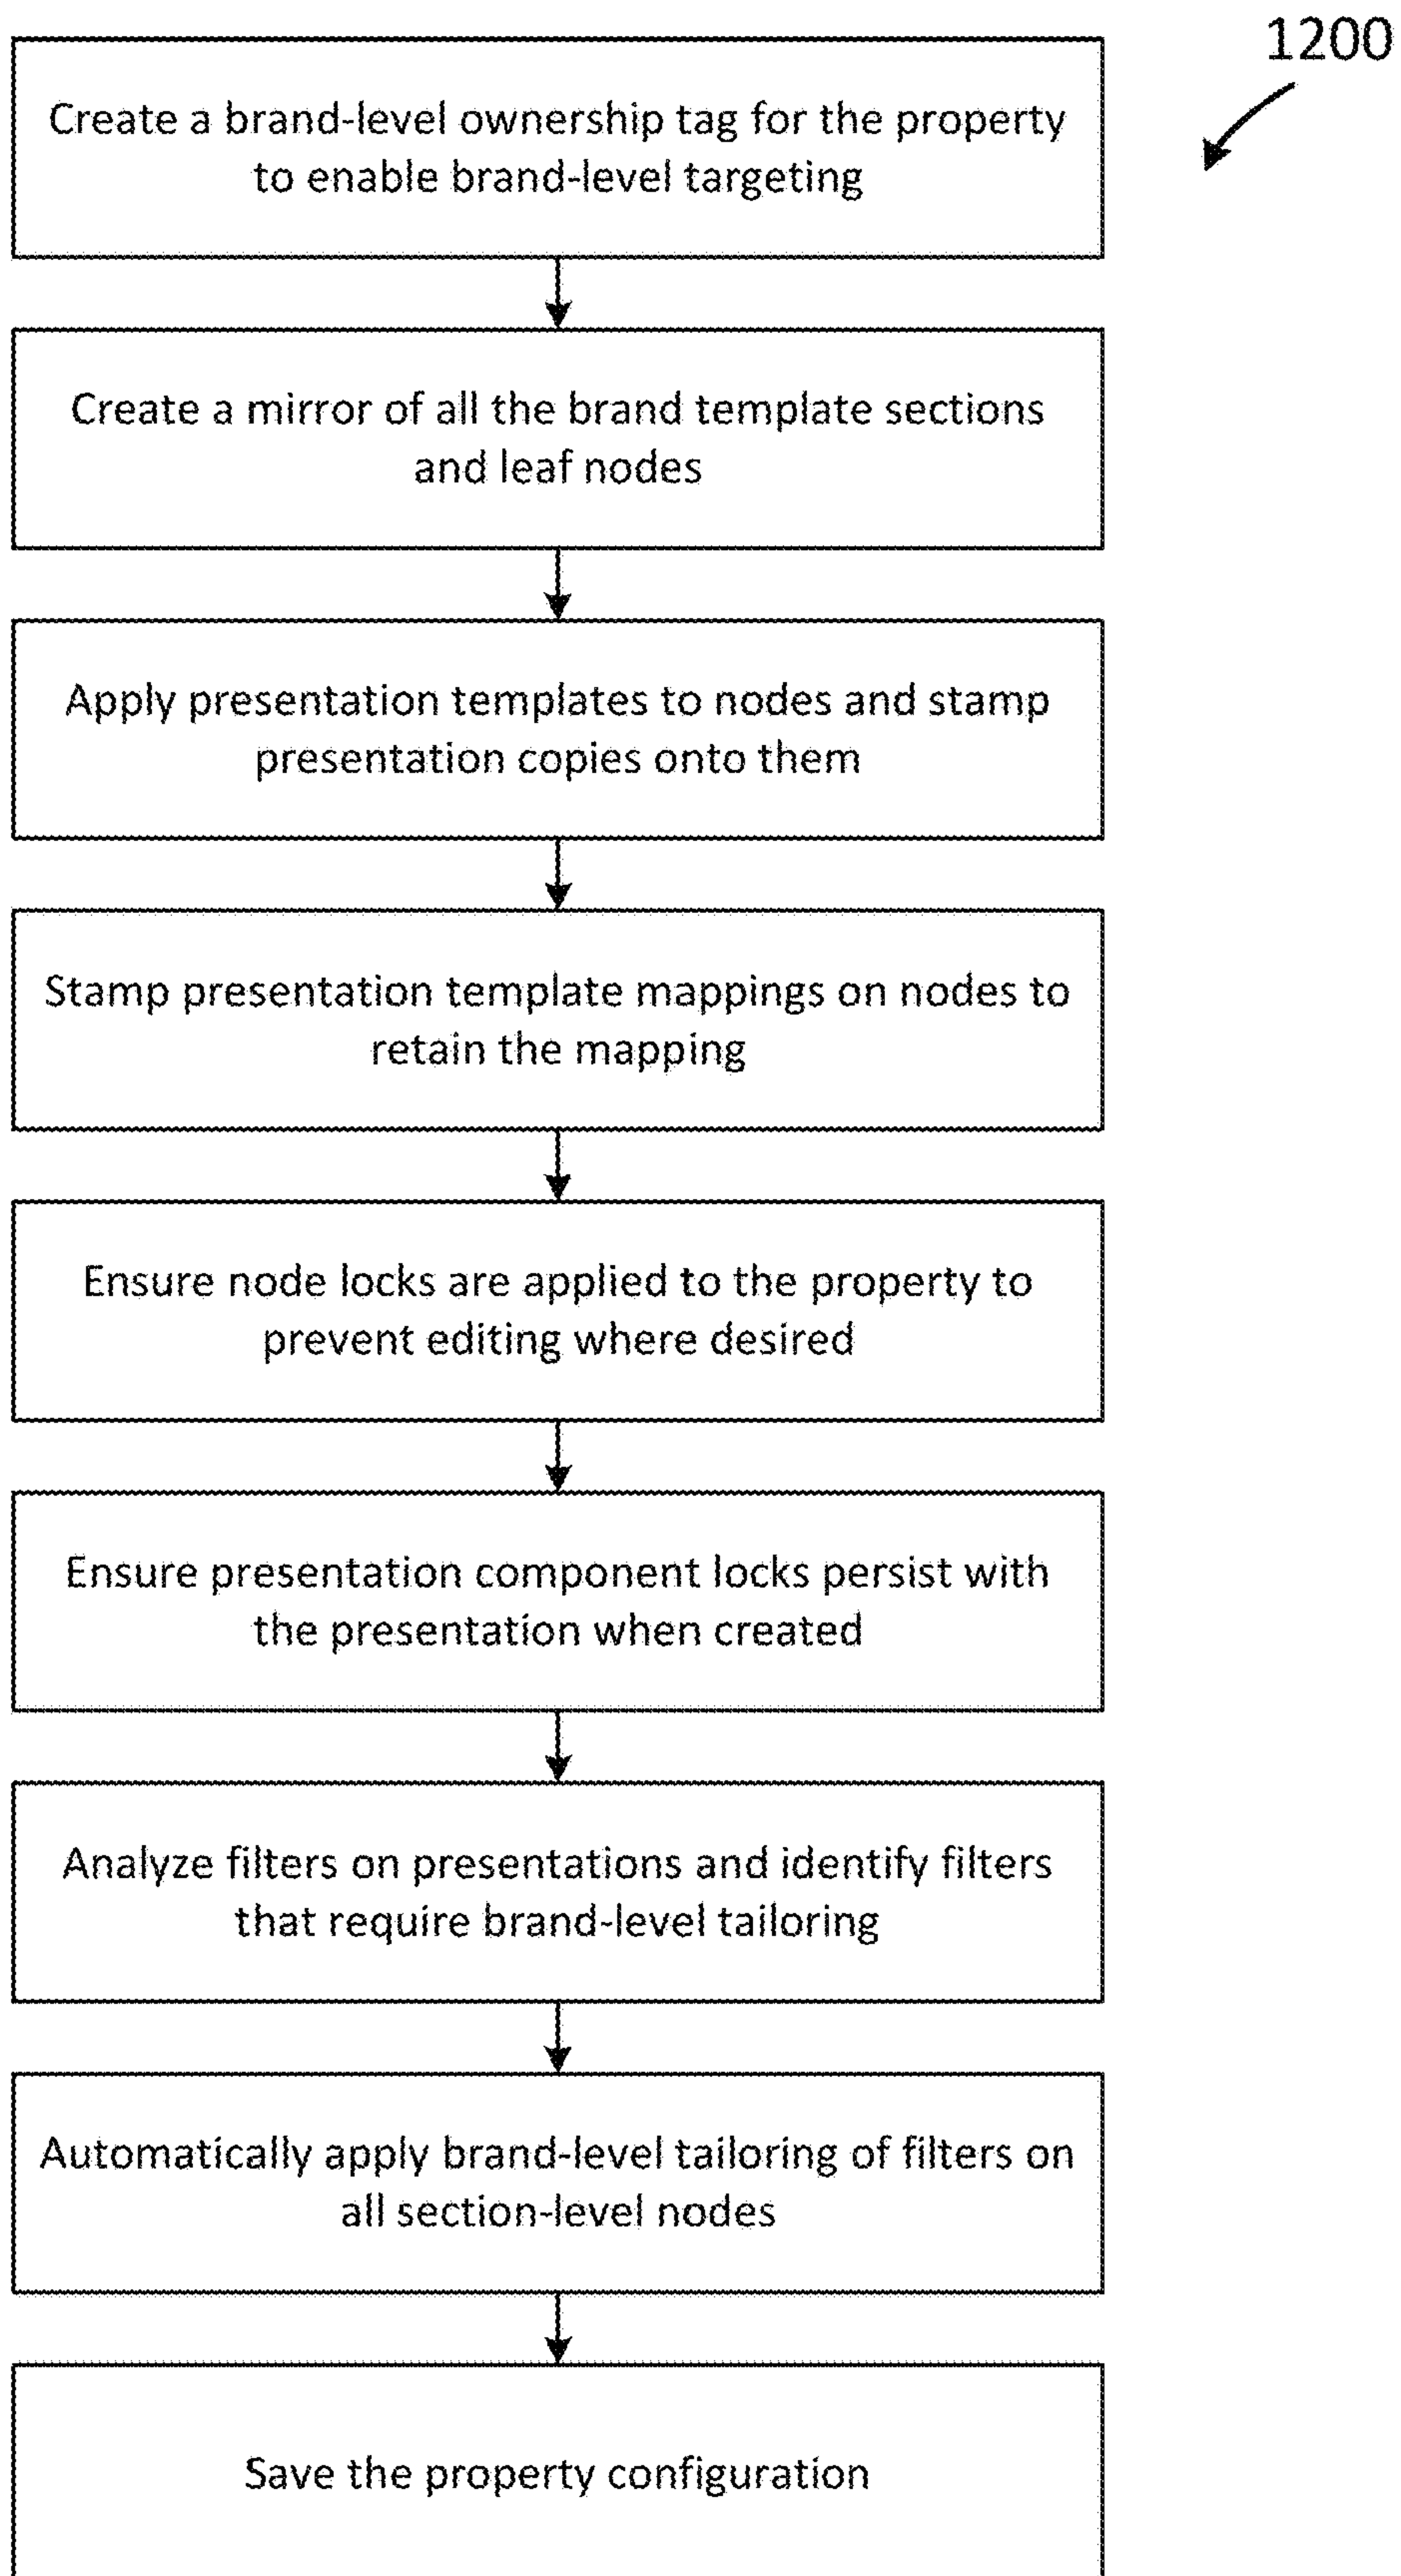 1200
Create a brand-level ownership tag for the property
to enable brand-level targeting
Create a mirror of all the brand template sections
and leaf nodes
Apply presentation templates to nodes and stamp
presentation copies onto them
Stamp presentation template mappings on nodes to
retain the mapping
Ensure node locks are applied to the property to
prevent editing where desired
Ensure presentation component locks persist with
the presentation when created
Analyze filters on presentations and identify filters
that require brand-level tailoring
Automatically apply brand-level tailoring of filters on
all section-level nodes
Save the property configuration